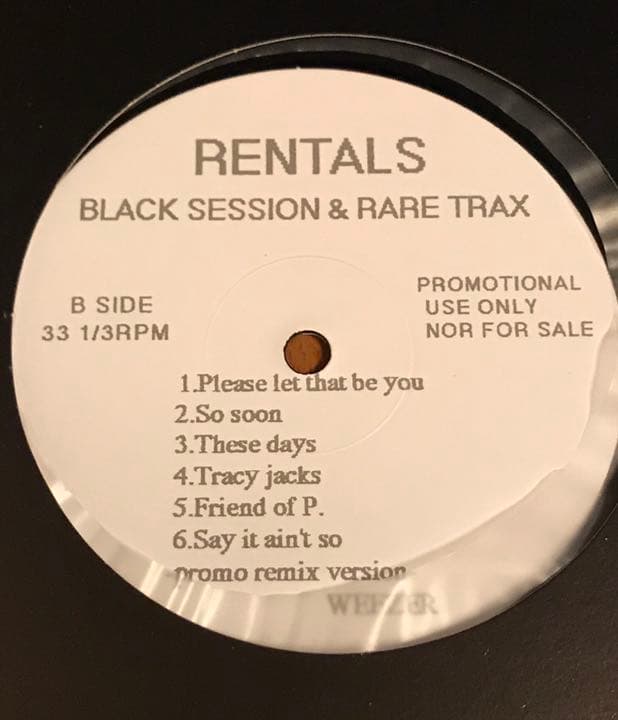 RENTALS
BLACK SESSION & RARE TRAX
B SIDE
33 1/3RPM
PROMOTIONAL
USE ONLY
NOR FOR SALE
1.Please let that be you
2.So soon
3.These days
4.Tracy jacks
5.Friend of P.
6.Say it ain't so
promo remix version
WEEZER